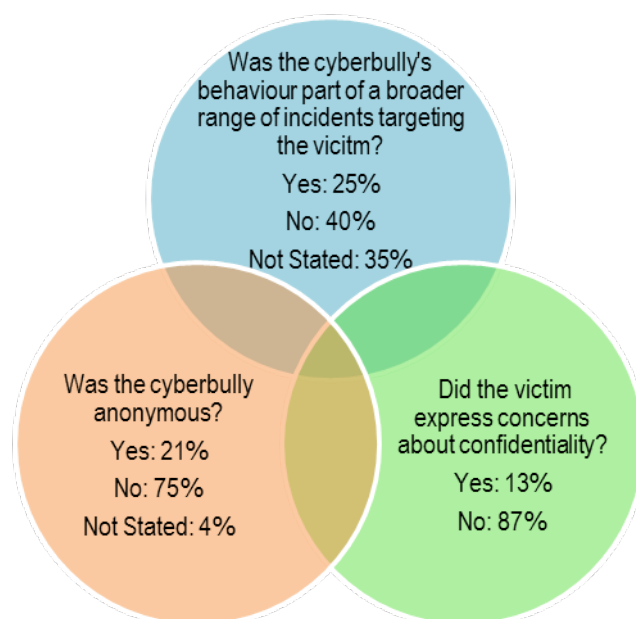 Was the cyberbully's
behaviour part of a broader
range of incidents targeting
the vicitm?
Yes: 25%
No: 40%
Not Stated: 35%
Was the cyberbully
anonymous?
Yes: 21%
No: 75%
Not Stated: 4%
Did the victim
express concerns
about confidentiality?
Yes: 13%
No: 87%